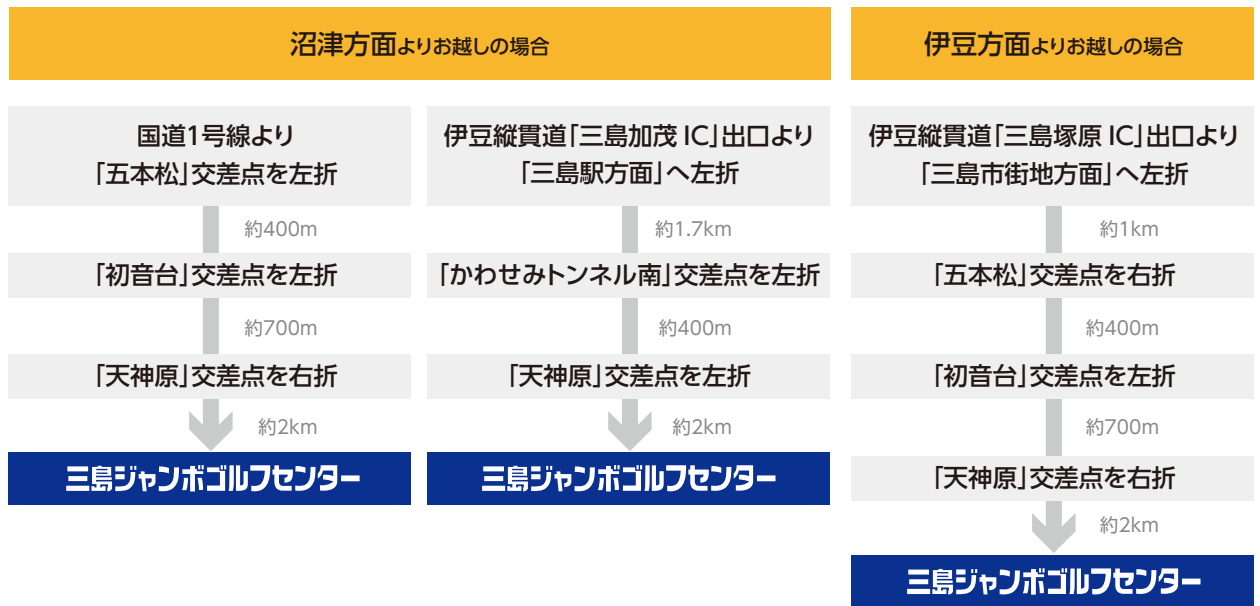 沼津方面よりお越しの場合
国道1号線より
「五本松」交差点を左折
約400m
「初音台」交差点を左折
約700m
「天神原」交差点を右折
約2km
三島ジャンボゴルフセンター
伊豆縦貫道「三島加茂 IC」出口より
「三島駅方面」へ左折
約1.7km
「かわせみトンネル南」交差点を左折
約400m
「天神原」交差点を左折
約2km
三島ジャンボゴルフセンター
伊豆方面よりお越しの場合
伊豆縦貫道「三島塚原 IC」出口より
「三島市街地方面」へ左折
約1km
「五本松」交差点を右折
約400m
「初音台」交差点を左折
約700m
「天神原」交差点を右折
約2km
三島ジャンボゴルフセンター